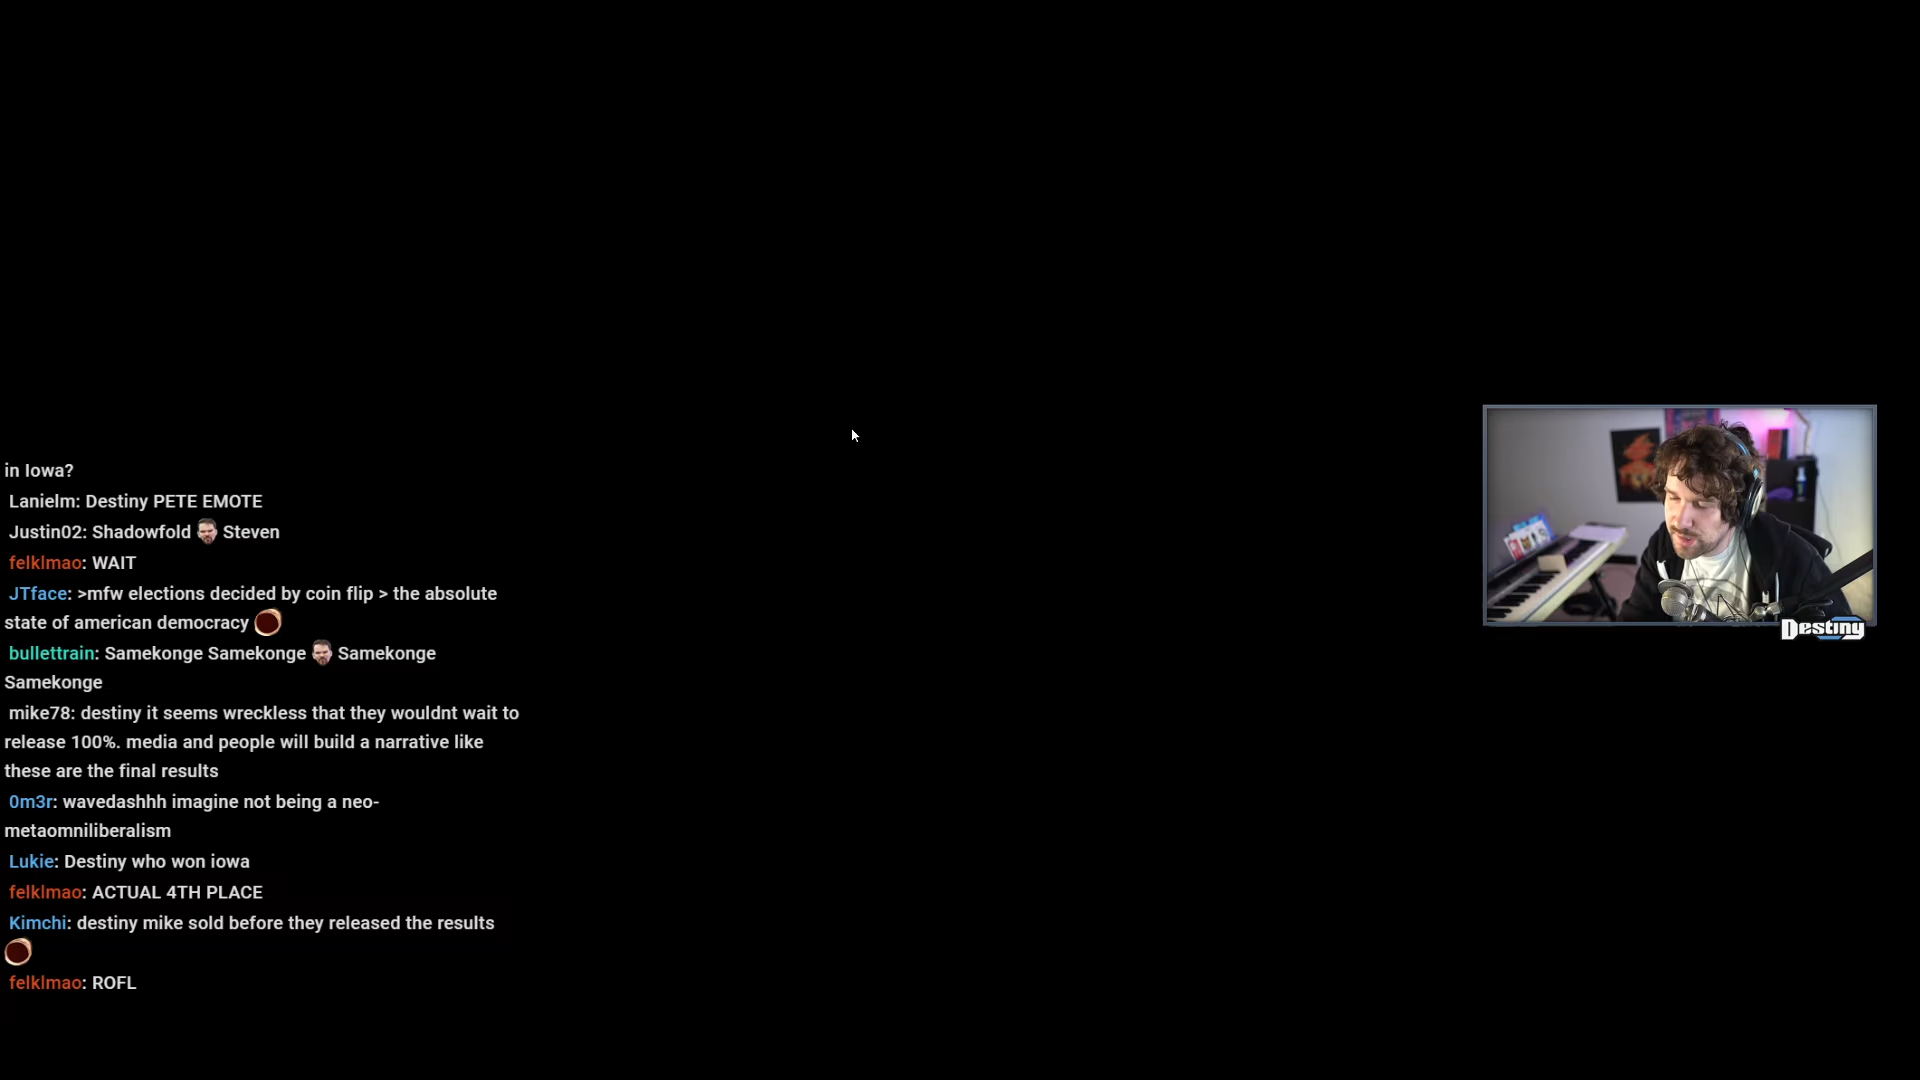 in Iowa?
Lanielm: Destiny PETE EMOTE
Justin02: Shadowfold Steven
felklmao: WAIT
JTface: >mfw elections decided by coin flip > the absolute
state of american democracy
bullettrain: Samekonge Samekonge Samekonge
Samekonge
mike78: destiny it seems wreckless that they wouldnt wait to
release 100%. media and people will build a narrative like
these are the final results
0m3r: wavedashhh imagine not being a neo-
metaomniliberalism
Lukie: Destiny who won iowa
felklmao: ACTUAL 4TH PLACE
Kimchi: destiny mike sold before they released the results
felklmao: ROFL
Destiny